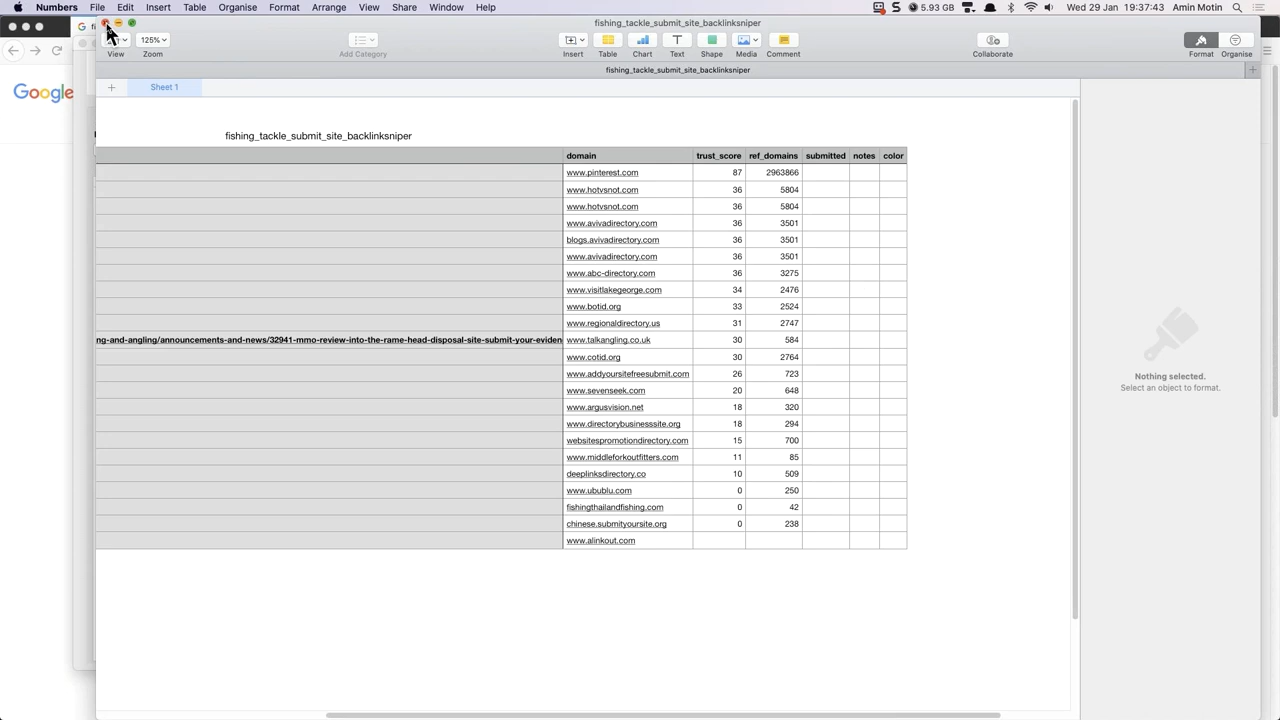 Numbers File Edit Insert Table Organise Format Arrange View Share Window Help 5.93 GB Wed 29 Jan 19:37:43 Amin Motin
fishing_tackle_submit_site_backlinksniper
125%
View Zoom Add Category Insert Table Chart Text Shape Media Comment Collaborate Format Organise
fishing_tackle_submit_site_backlinksniper
Sheet 1
Google
fishing_tackle_submit_site_backlinksniper
domain trust_score ref_domains submitted notes color
www.pinterest.com 87 2963866
www.hotvsnot.com 36 5804
www.hotvsnot.com 36 5804
www.avivadirectory.com 36 3501
blogs.avivadirectory.com 36 3501
www.avivadirectory.com 36 3501
www.abc-directory.com 36 3275
www.visitlakegeorge.com 34 2476
www.botid.org 33 2524
www.regionaldirectory.us 31 2747
ng-and-angling/announcements-and-news/32941-mmo-review-into-the-rame-head-disposal-site-submit-your-eviden www.talkangling.co.uk 30 584
www.cotid.org 30 2764
www.addyoursitefreesubmit.com 26 723
www.sevenseek.com 20 648
www.argusvision.net 18 320
www.directorybusinesssite.org 18 294
websitespromotiondirectory.com 15 700
www.middleforkoutfitters.com 11 85
deeplinksdirectory.co 10 509
www.ubublu.com 0 250
fishingthailandfishing.com 0 42
chinese.submityoursite.org 0 238
www.alinkout.com
Nothing selected.
Select an object to format.